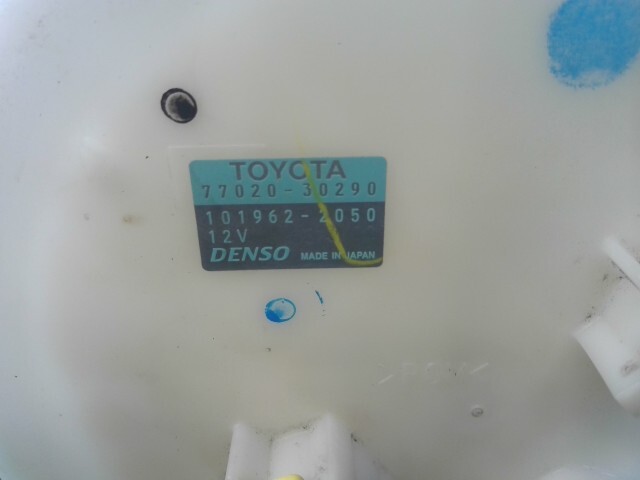 TOYOTA
77020-30290
101962-2050
12V
DENSO MADE IN JAPAN